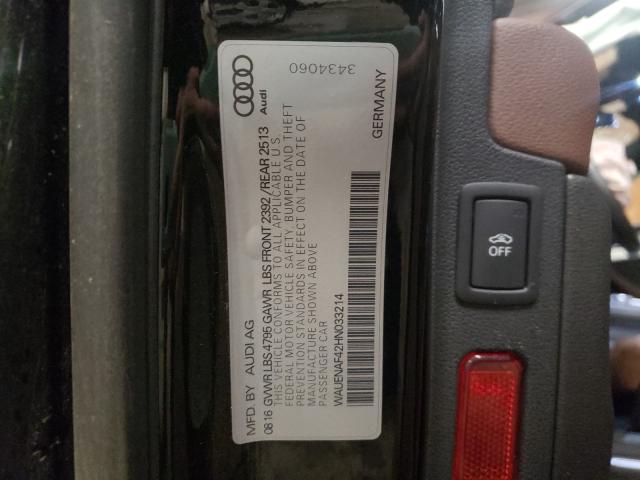 MFD. BY AUDI AG
08 16 GVWR LBS 4795 GAWR LBS FRONT 2392 / REAR 2513
THIS VEHICLE CONFORMS TO ALL APPLICABLE U S
FEDERAL MOTOR VEHICLE SAFETY, BUMPER AND THEFT
PREVENTION STANDARDS IN EFFECT ON THE DATE OF
MANUFACTURE SHOWN ABOVE
PASSENGER CAR
WAUENAF42HN033214
Audi
3434060
GERMANY
OFF